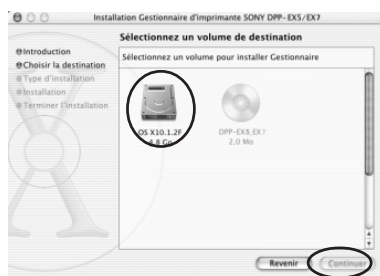 Installation Gestionnaire d'imprimante SONY DPP-EX5/EX7
Sélectionnez un volume de destination
Introduction
Choisir la destination
Type d'installation
Installation
Terminer l'installation
Sélectionnez un volume pour installer Gestionnaire
OS X10.1.2F
4,8 Go
DPP-EX5_EX7
2,0 Mo
Revenir
Continuer